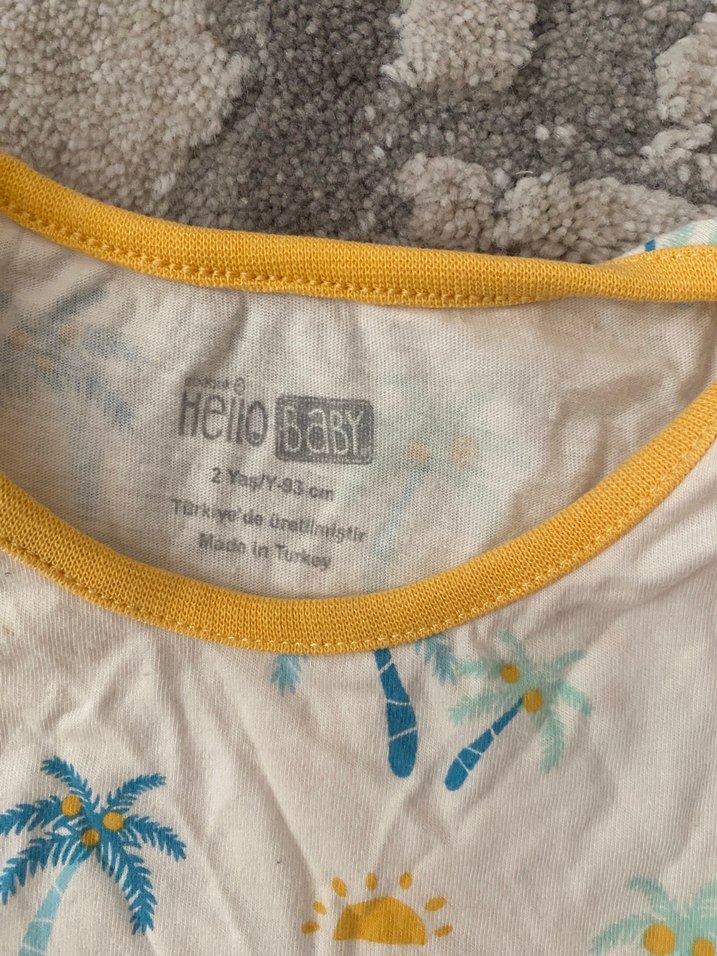 Hello BaBY
2 Yaş/Y-93 cm
Türkiye'de üretilmiştir
Made in Turkey